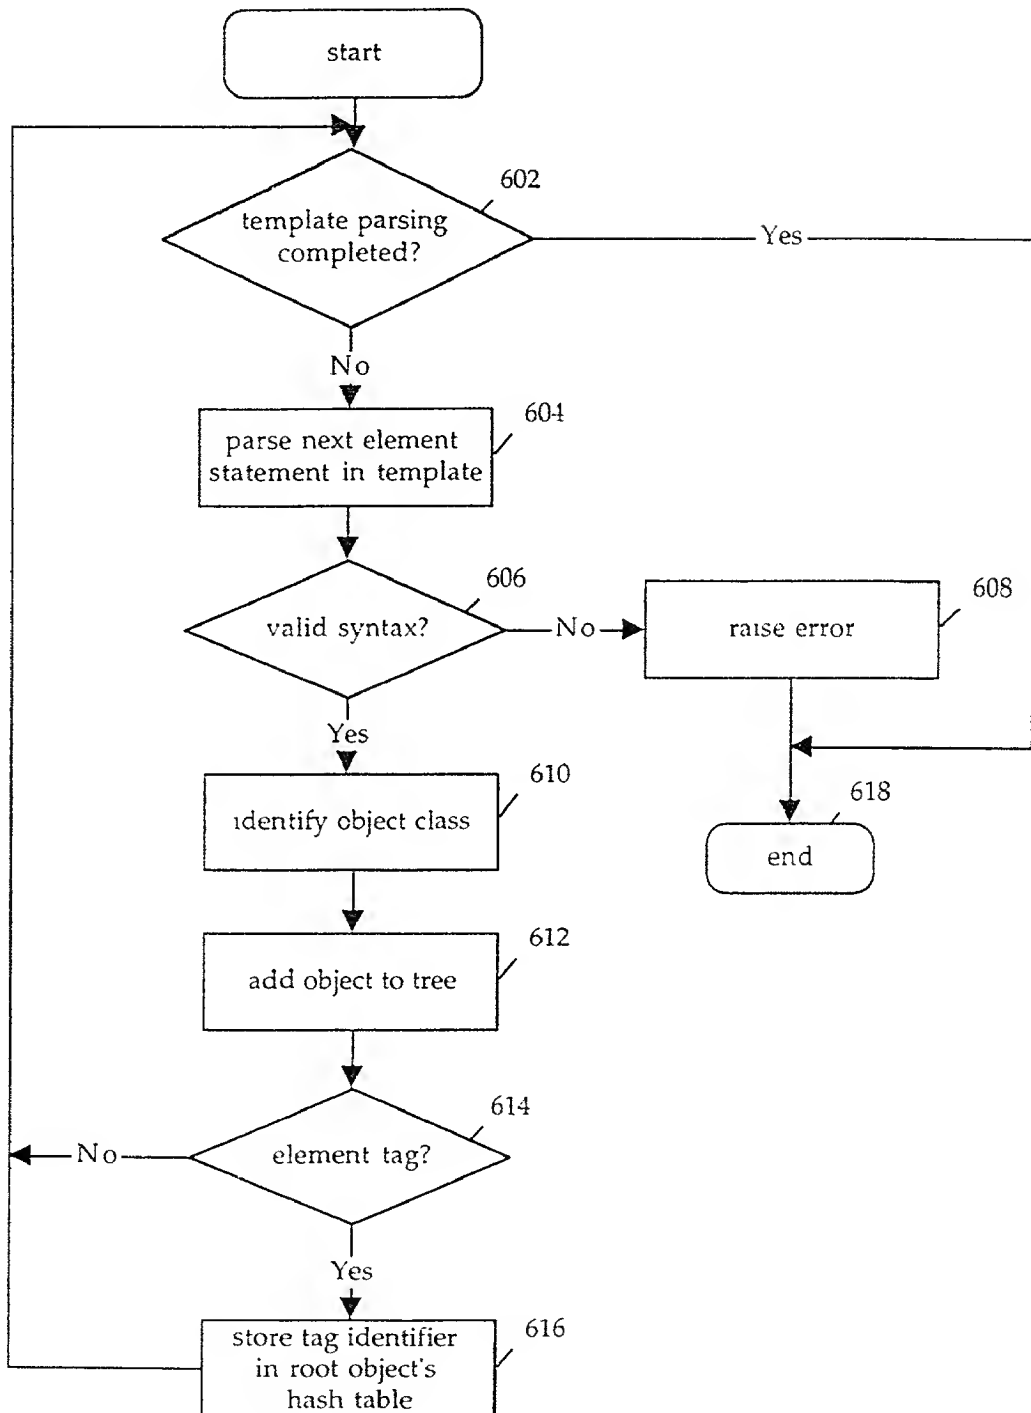 start
602
template parsing
completed?
Yes
No
604
parse next element
statement in template
606
valid syntax?
No
608
raise error
Yes
610
identify object class
618
end
612
add object to tree
614
element tag?
No
Yes
616
store tag identifier
in root object's
hash table